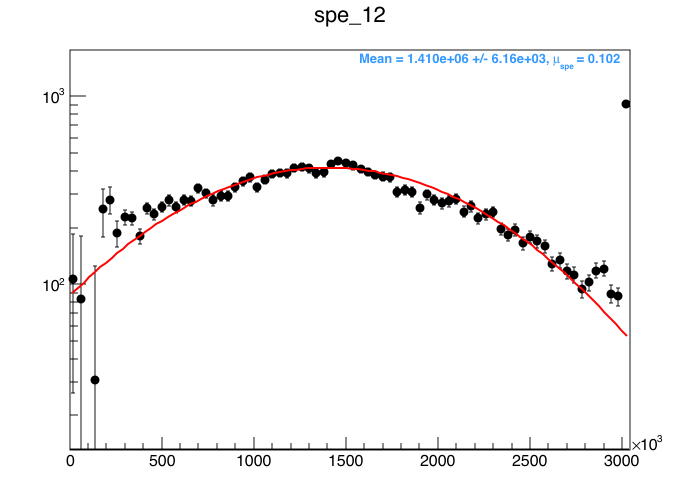 spe_12
Mean = 1.410e+06 +/- 6.16e+03, μspe = 0.102
10³
10²
0 500 1000 1500 2000 2500 3000 ×10³